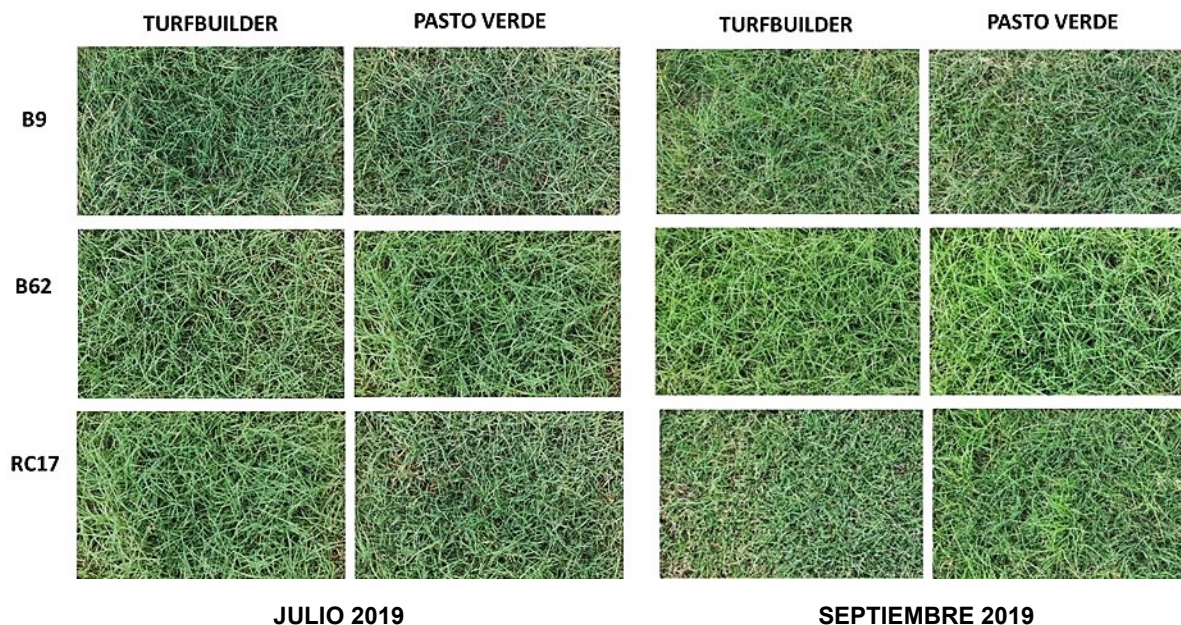 TURFBUILDER PASTO VERDE TURFBUILDER PASTO VERDE
B9
B62
RC17
JULIO 2019 SEPTIEMBRE 2019